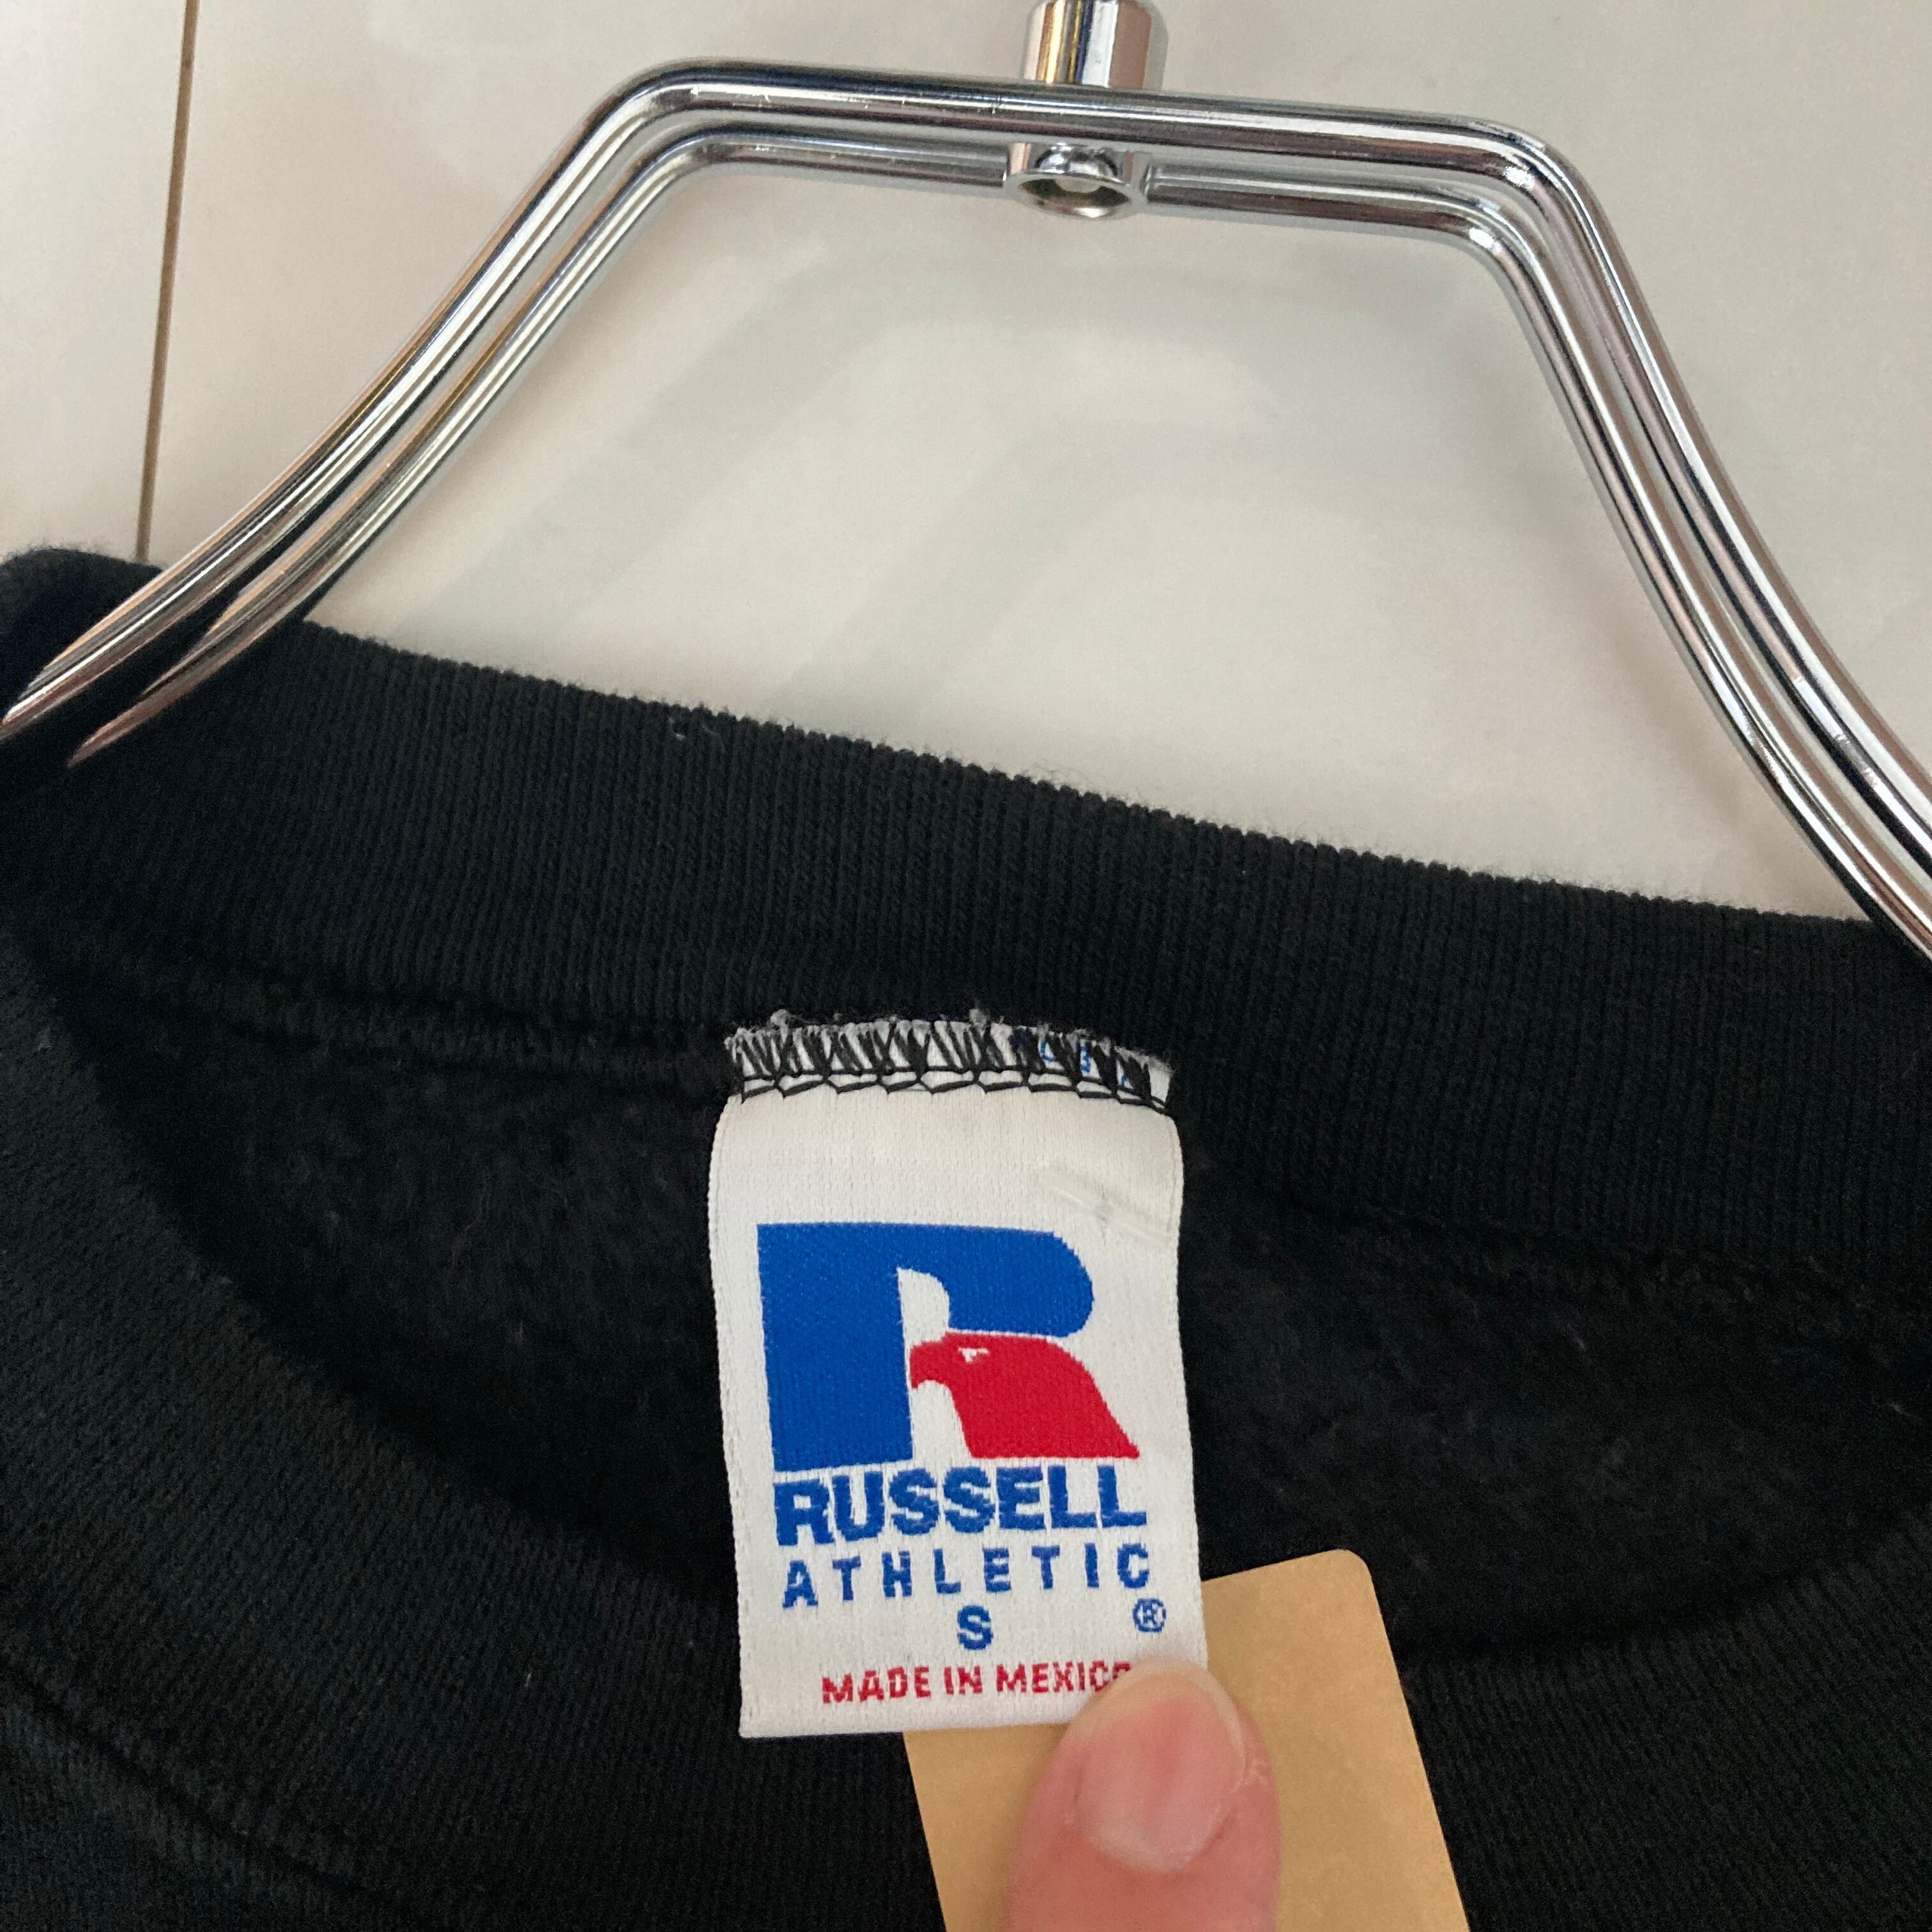 RUSSELL
ATHLETIC
S ®
MADE IN MEXICO